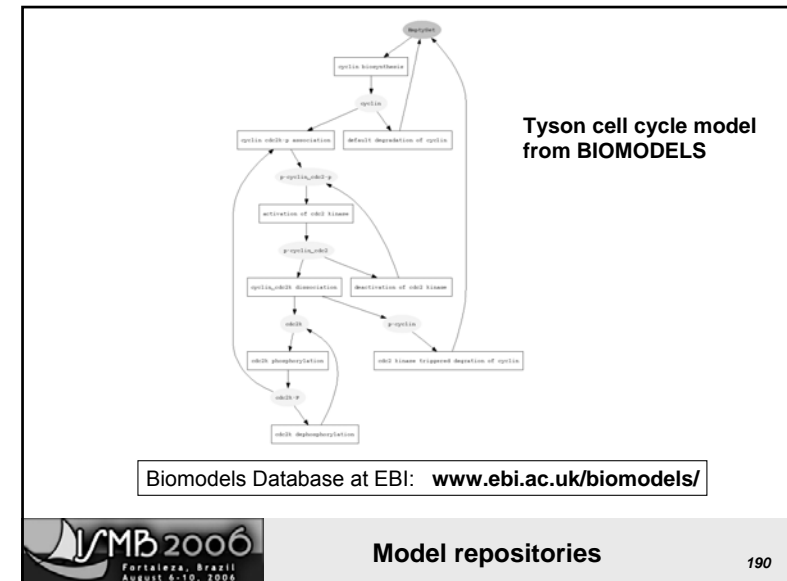 EmptySet
cyclin biosynthesis
cyclin
cyclin cdc2k-p association
default degradation of cyclin
Tyson cell cycle model
from BIOMODELS
p-cyclin_cdc2-p
activation of cdc2 kinase
p-cyclin_cdc2
cyclin_cdc2k dissociation
deactivation of cdc2 kinase
cdc2k
p-cyclin
cdc2k phosphorylation
cdc2 kinase triggered degration of cyclin
cdc2k-P
cdc2k dephosphorylation
Biomodels Database at EBI: www.ebi.ac.uk/biomodels/
ISMB 2006
Fortaleza, Brazil
August 6-10, 2006
Model repositories
190